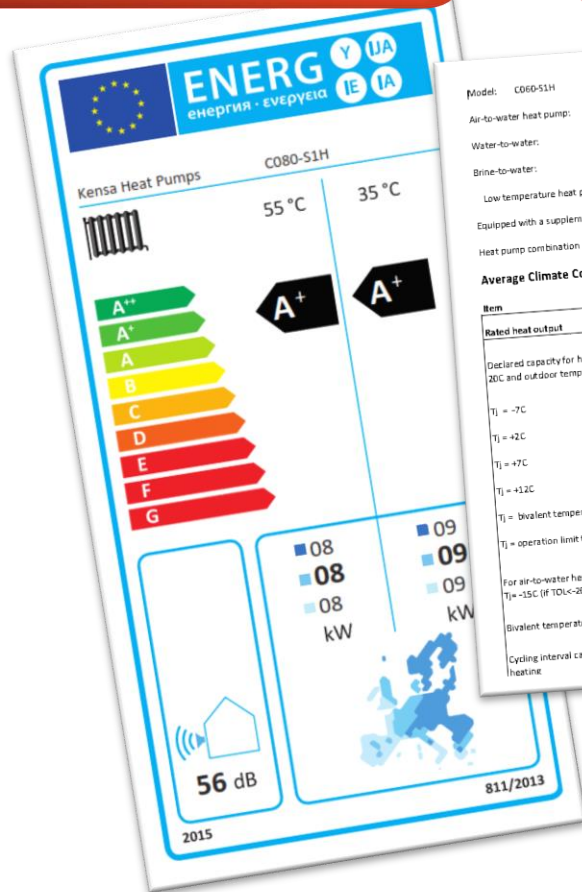 ENERG Y IJA
енергия · ενεργεια IE IA
Kensa Heat Pumps C080-S1H
55 °C 35 °C
A++
A+
A
B
C
D
E
F
G
A+ A+
08 09
08 09
08 09
kW kW
56 dB
2015 811/2013
Model: C060-S1H
Air-to-water heat pump:
Water-to-water:
Brine-to-water:
Low temperature heat p
Equipped with a supplem
Heat pump combination
Average Climate Co
Item
Rated heat output
Declared capacity for h
20C and outdoor temp
Tj = -7C
Tj = +2C
Tj = +7C
Tj = +12C
Tj = bivalent temper
Tj = operation limit t
For air-to-water hea
Tj= -15C (if TOL<-20
Bivalent temperat
Cycling interval ca
heating